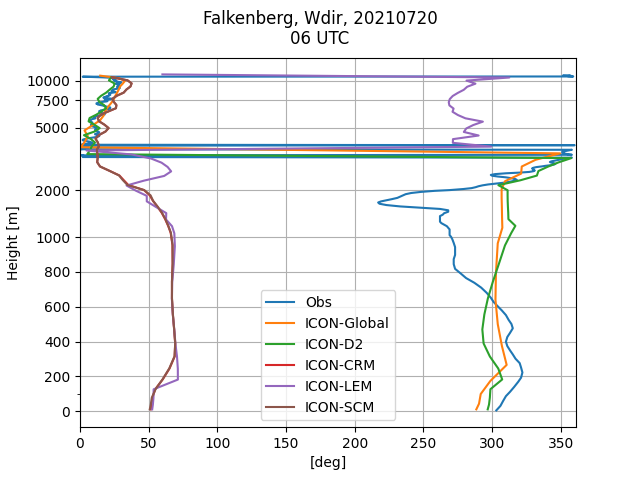 Falkenberg, Wdir, 20210720
06 UTC
Height [m]
10000
7500
5000
2000
1000
800
600
400
200
0
Obs
ICON-Global
ICON-D2
ICON-CRM
ICON-LEM
ICON-SCM
0 50 100 150 200 250 300 350
[deg]